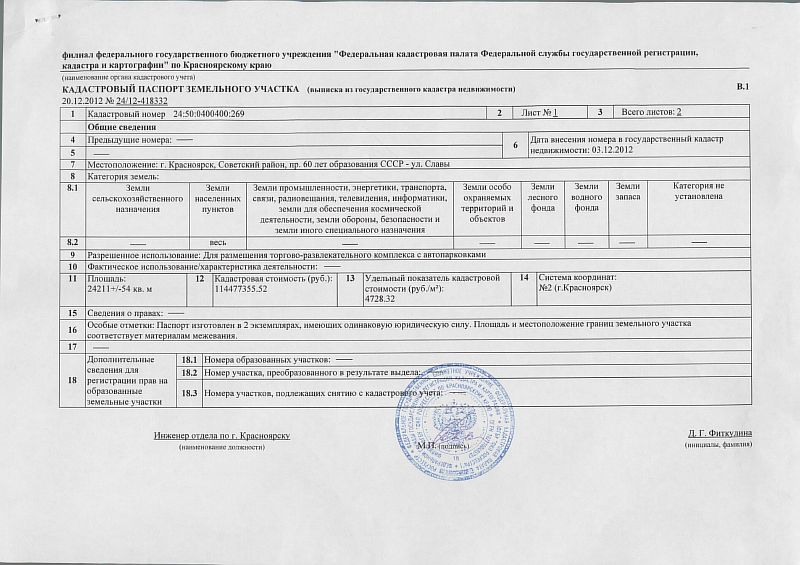 филиал федерального государственного бюджетного учреждения "Федеральная кадастровая палата Федеральной службы государственной регистрации,
кадастра и картографии" по Красноярскому краю
(наименование органа кадастрового учета)
КАДАСТРОВЫЙ ПАСПОРТ ЗЕМЕЛЬНОГО УЧАСТКА (выписка из государственного кадастра недвижимости) В.1
20.12.2012 № 24/12-418332
1 Кадастровый номер 24:50:0400400:269 2 Лист № 1 3 Всего листов: 2
Общие сведения
4 Предыдущие номера: ——
5 ——
6 Дата внесения номера в государственный кадастр
недвижимости: 03.12.2012
7 Местоположение: г. Красноярск, Советский район, пр. 60 лет образования СССР - ул. Славы
8 Категория земель:
8.1 Земли
сельскохозяйственного
назначения
Земли
населенных
пунктов
Земли промышленности, энергетики, транспорта,
связи, радиовещания, телевидения, информатики,
земли для обеспечения космической
деятельности, земли обороны, безопасности и
земли иного специального назначения
Земли особо
охраняемых
территорий и
объектов
Земли
лесного
фонда
Земли
водного
фонда
Земли
запаса
Категория не
установлена
8.2 —— весь —— —— —— —— —— ——
9 Разрешенное использование: Для размещения торгово-развлекательного комплекса с автопарковками
10 Фактическое использование/характеристика деятельности: ——
11 Площадь:
24211+/-54 кв. м
12 Кадастровая стоимость (руб.):
114477355.52
13 Удельный показатель кадастровой
стоимости (руб./м²):
4728.32
14 Система координат:
№2 (г.Красноярск)
15 Сведения о правах: ——
16 Особые отметки: Паспорт изготовлен в 2 экземплярах, имеющих одинаковую юридическую силу. Площадь и местоположение границ земельного участка
соответствует материалам межевания.
17 ——
18 Дополнительные
сведения для
регистрации прав на
образованные
земельные участки
18.1 Номера образованных участков: ——
18.2 Номер участка, преобразованного в результате выдела: ——
18.3 Номера участков, подлежащих снятию с кадастрового учета: ——
Инженер отдела по г. Красноярску
(наименование должности)
М.П. (подпись)
Д. Г. Фиткулина
(инициалы, фамилия)